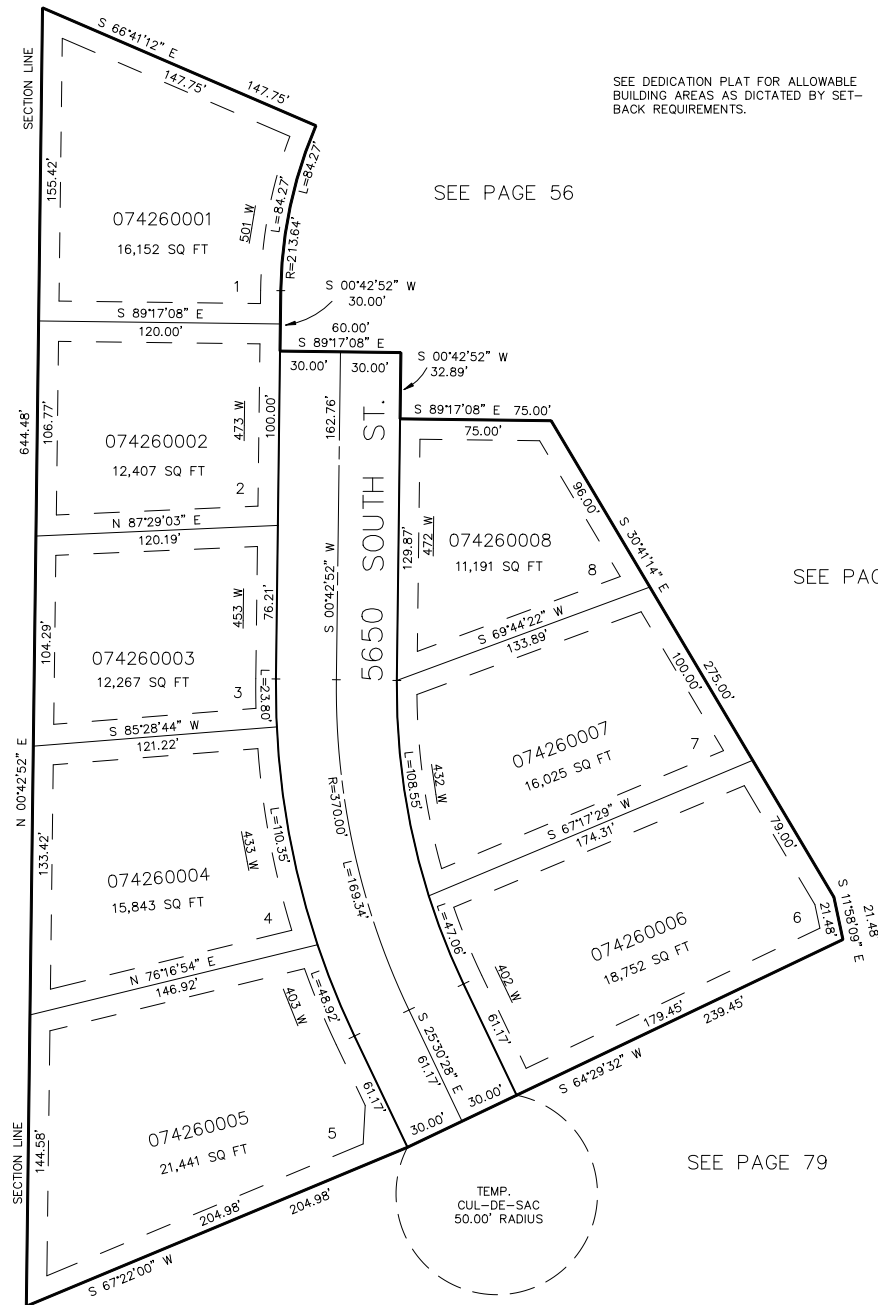 S 66°41'12" E
147.75'
147.75'
SECTION LINE
SEE DEDICATION PLAT FOR ALLOWABLE
BUILDING AREAS AS DICTATED BY SET-
BACK REQUIREMENTS.
SEE PAGE 56
155.42'
L=84.27'
L=84.27'
R=213.64'
501 W
074260001
16,152 SQ FT
1
S 89°17'08" E
120.00'
S 00°42'52" W
30.00'
60.00'
S 89°17'08" E
30.00'
30.00'
S 00°42'52" W
32.89'
S 89°17'08" E 75.00'
75.00'
644.48'
106.77'
074260002
12,407 SQ FT
473 W
100.00'
2
162.76'
5650 SOUTH ST.
S 00°42'52" W
N 87°29'03" E
120.19'
129.87'
472 W
074260008
11,191 SQ FT
8
96.00'
S 30°41'14" E
SEE PAG
S 69°44'22" W
133.89'
104.29'
453 W
76.21'
074260003
12,267 SQ FT
3
L=23.80'
S 85°28'44" W
121.22'
100.00'
275.00'
074260007
16,025 SQ FT
7
432 W
L=108.55'
R=370.00'
L=169.34'
S 67°17'29" W
174.31'
N 00°42'52" E
133.42'
074260004
15,843 SQ FT
4
433 W
L=110.35'
N 76°16'54" E
146.92'
79.00'
S 11°58'09" E
21.48'
21.48
074260006
18,752 SQ FT
6
402 W
L=47.06'
61.17'
403 W
L=48.92'
S 25°30'28" E
61.17'
61.17'
179.45'
239.45'
S 64°29'32" W
30.00'
30.00'
SECTION LINE
144.58'
074260005
21,441 SQ FT
5
204.98'
204.98'
S 67°22'00" W
SEE PAGE 79
TEMP.
CUL-DE-SAC
50.00' RADIUS